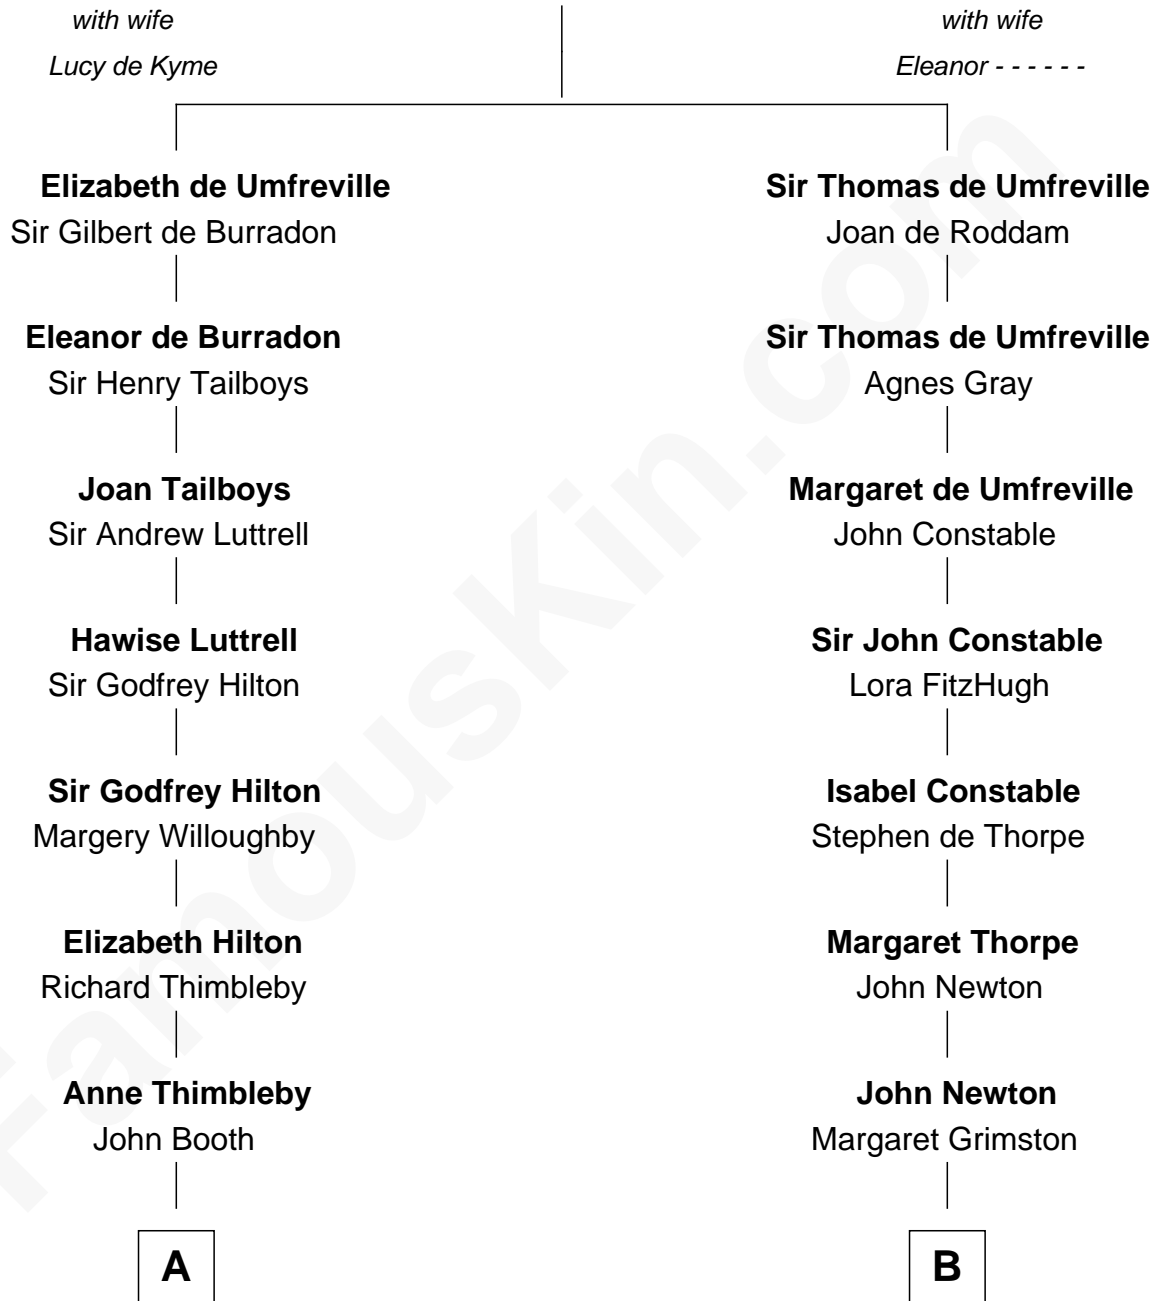 with wife
Lucy de Kyme
with wife
Eleanor - - - - - -
Elizabeth de Umfreville
Sir Gilbert de Burradon
Sir Thomas de Umfreville
Joan de Roddam
Eleanor de Burradon
Sir Henry Tailboys
Sir Thomas de Umfreville
Agnes Gray
Joan Tailboys
Sir Andrew Luttrell
Margaret de Umfreville
John Constable
Hawise Luttrell
Sir Godfrey Hilton
Sir John Constable
Lora FitzHugh
Sir Godfrey Hilton
Margery Willoughby
Isabel Constable
Stephen de Thorpe
Elizabeth Hilton
Richard Thimbleby
Margaret Thorpe
John Newton
Anne Thimbleby
John Booth
John Newton
Margaret Grimston
A
B
FamousKin.com